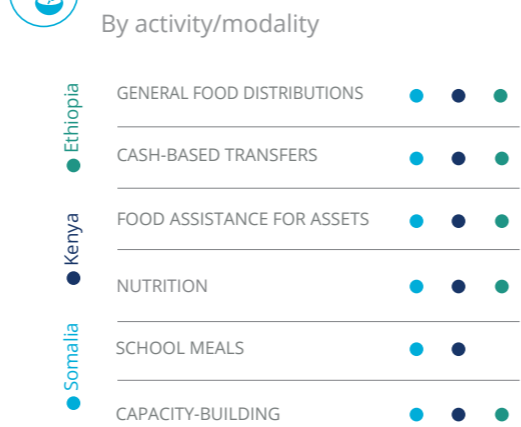 By activity/modality
Ethiopia
Kenya
Somalia
GENERAL FOOD DISTRIBUTIONS
CASH-BASED TRANSFERS
FOOD ASSISTANCE FOR ASSETS
NUTRITION
SCHOOL MEALS
CAPACITY-BUILDING